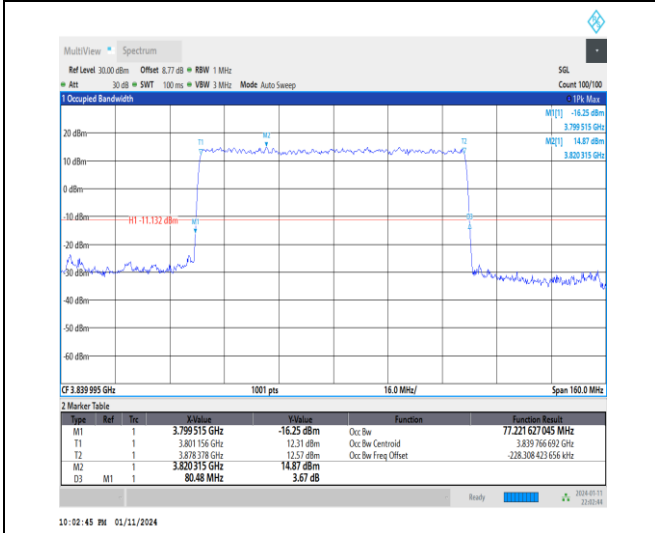 MultiView Spectrum
Ref Level 30.00 dBm Offset 8.77 dB RBW 1 MHz SGL
Att 30 dB SWT 100 ms VBW 3 MHz Mode Auto Sweep Count 100/100
1 Occupied Bandwidth 1Pk Max
M1[1] -16.25 dBm
3.799 515 GHz
M2[1] 14.87 dBm
3.820 315 GHz
20 dBm
T1 M2 T2
10 dBm
0 dBm
-10 dBm
H1 -11.132 dBm M1 D3
-20 dBm
-30 dBm
-40 dBm
-50 dBm
-60 dBm
CF 3.839 995 GHz 1001 pts 16.0 MHz/ Span 160.0 MHz
2 Marker Table
Type Ref Trc X-Value Y-Value Function Function Result
M1 1 3.799 515 GHz -16.25 dBm Occ Bw 77.221 627 045 MHz
T1 1 3.801 156 GHz 12.31 dBm Occ Bw Centroid 3.839 766 692 GHz
T2 1 3.878 378 GHz 12.57 dBm Occ Bw Freq Offset -228.308 423 656 kHz
M2 1 3.820 315 GHz 14.87 dBm
D3 M1 1 80.48 MHz 3.67 dB
Ready 2024-01-11
22:02:44
10:02:45 PM 01/11/2024